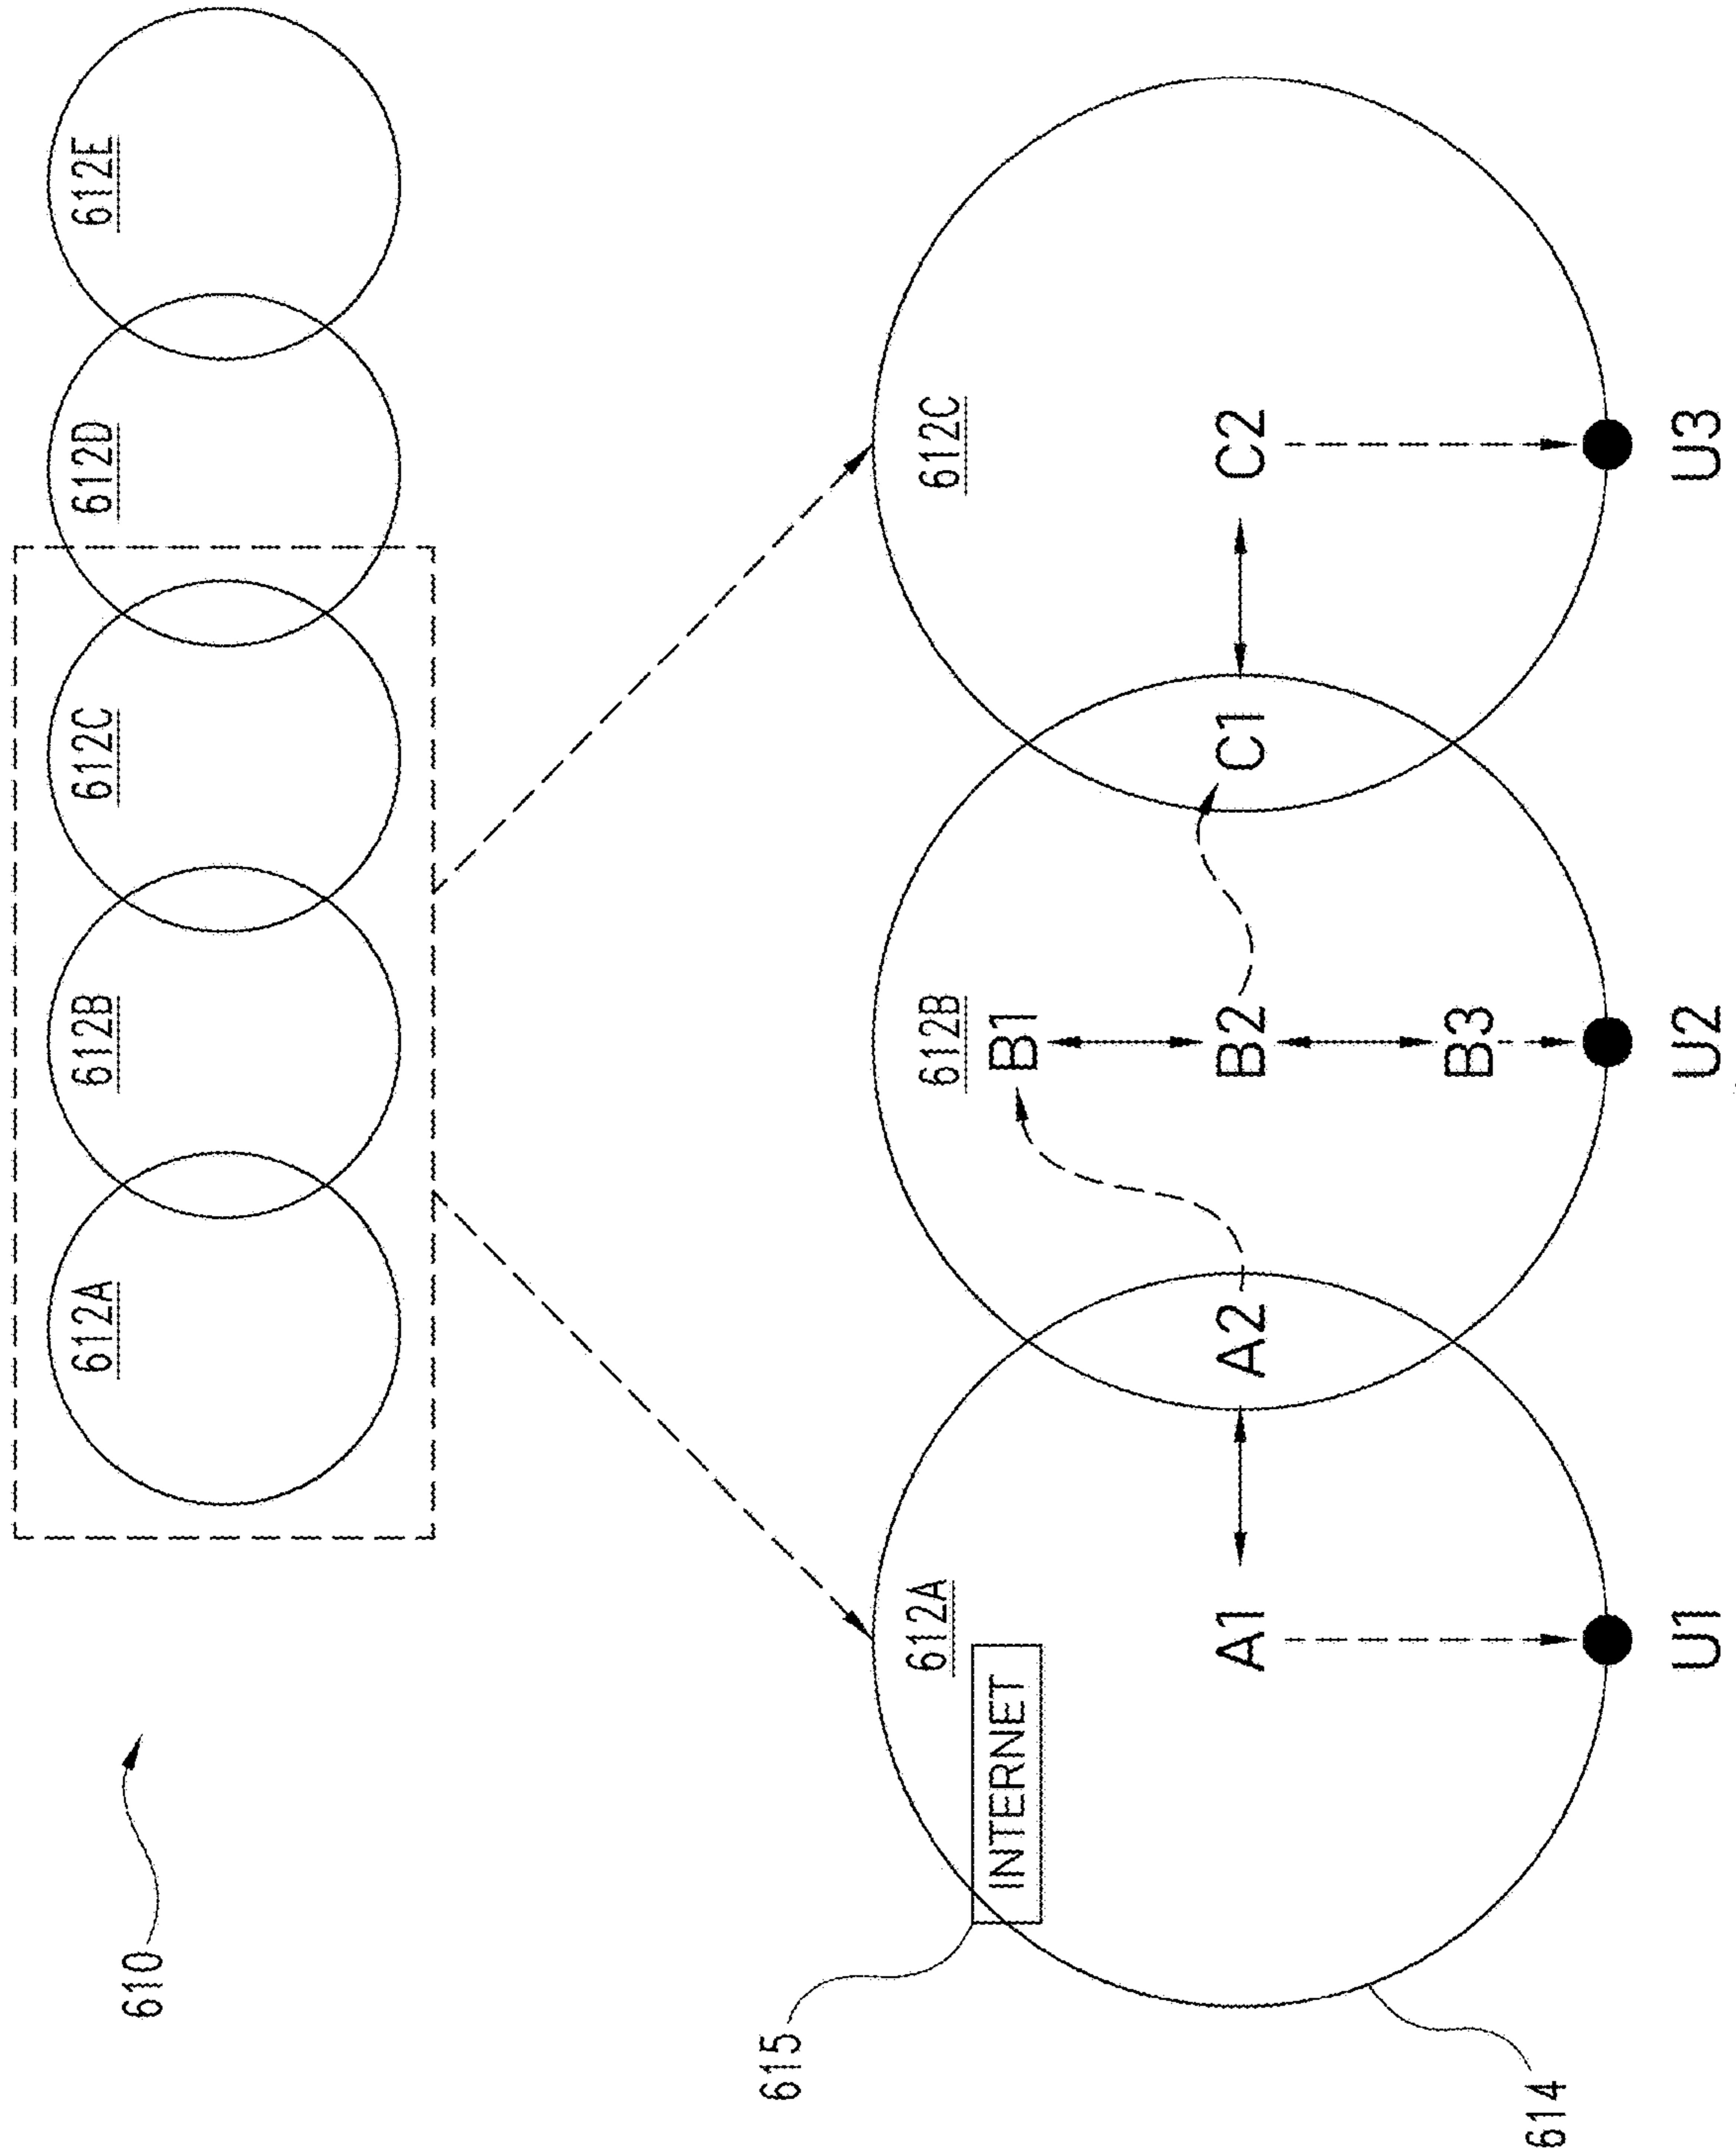 612A 612B 612C 612D 612E
610
615
612A 612B 612C
INTERNET B1
A1 A2 B2 C1 C2
B3
614
U1 U2 U3